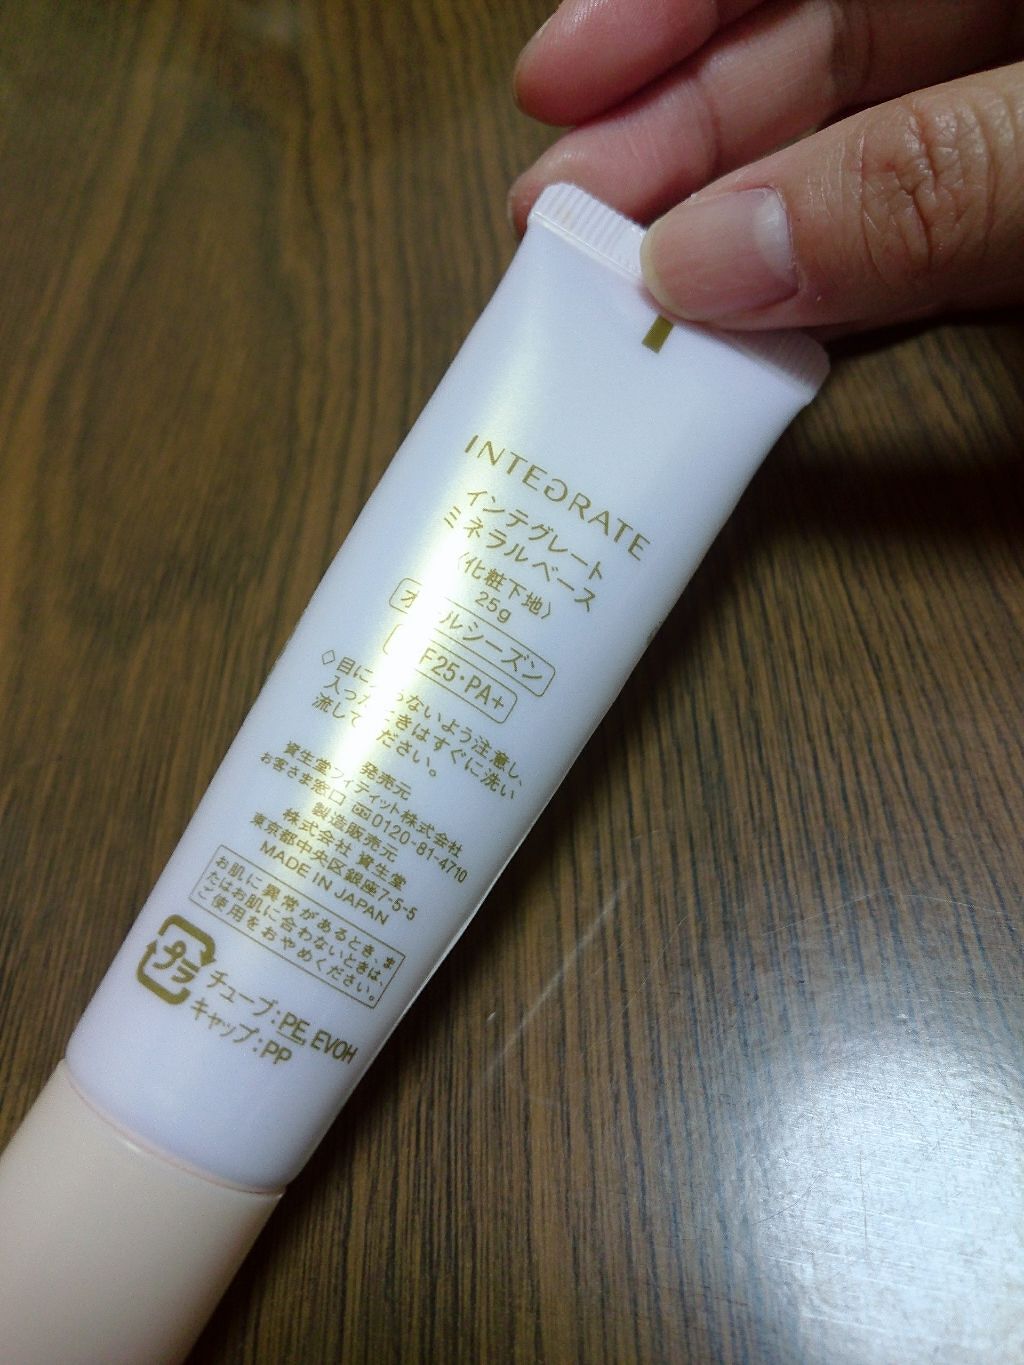 INTEGRATE
インテグレート
ミネラルベース
〈化粧下地〉
25g
オールシーズン
F25・PA+
◇目に入らないよう注意し、
入ったときはすぐに洗い
流してください。
発売元
資生堂フィティット株式会社
お客さま窓口 0120-81-4710
製造販売元
株式会社 資生堂
東京都中央区銀座7-5-5
MADE IN JAPAN
お肌に異常があるとき、ま
たはお肌に合わないときは、
ご使用をおやめください。
プラ
チューブ:PE, EVOH
キャップ:PP